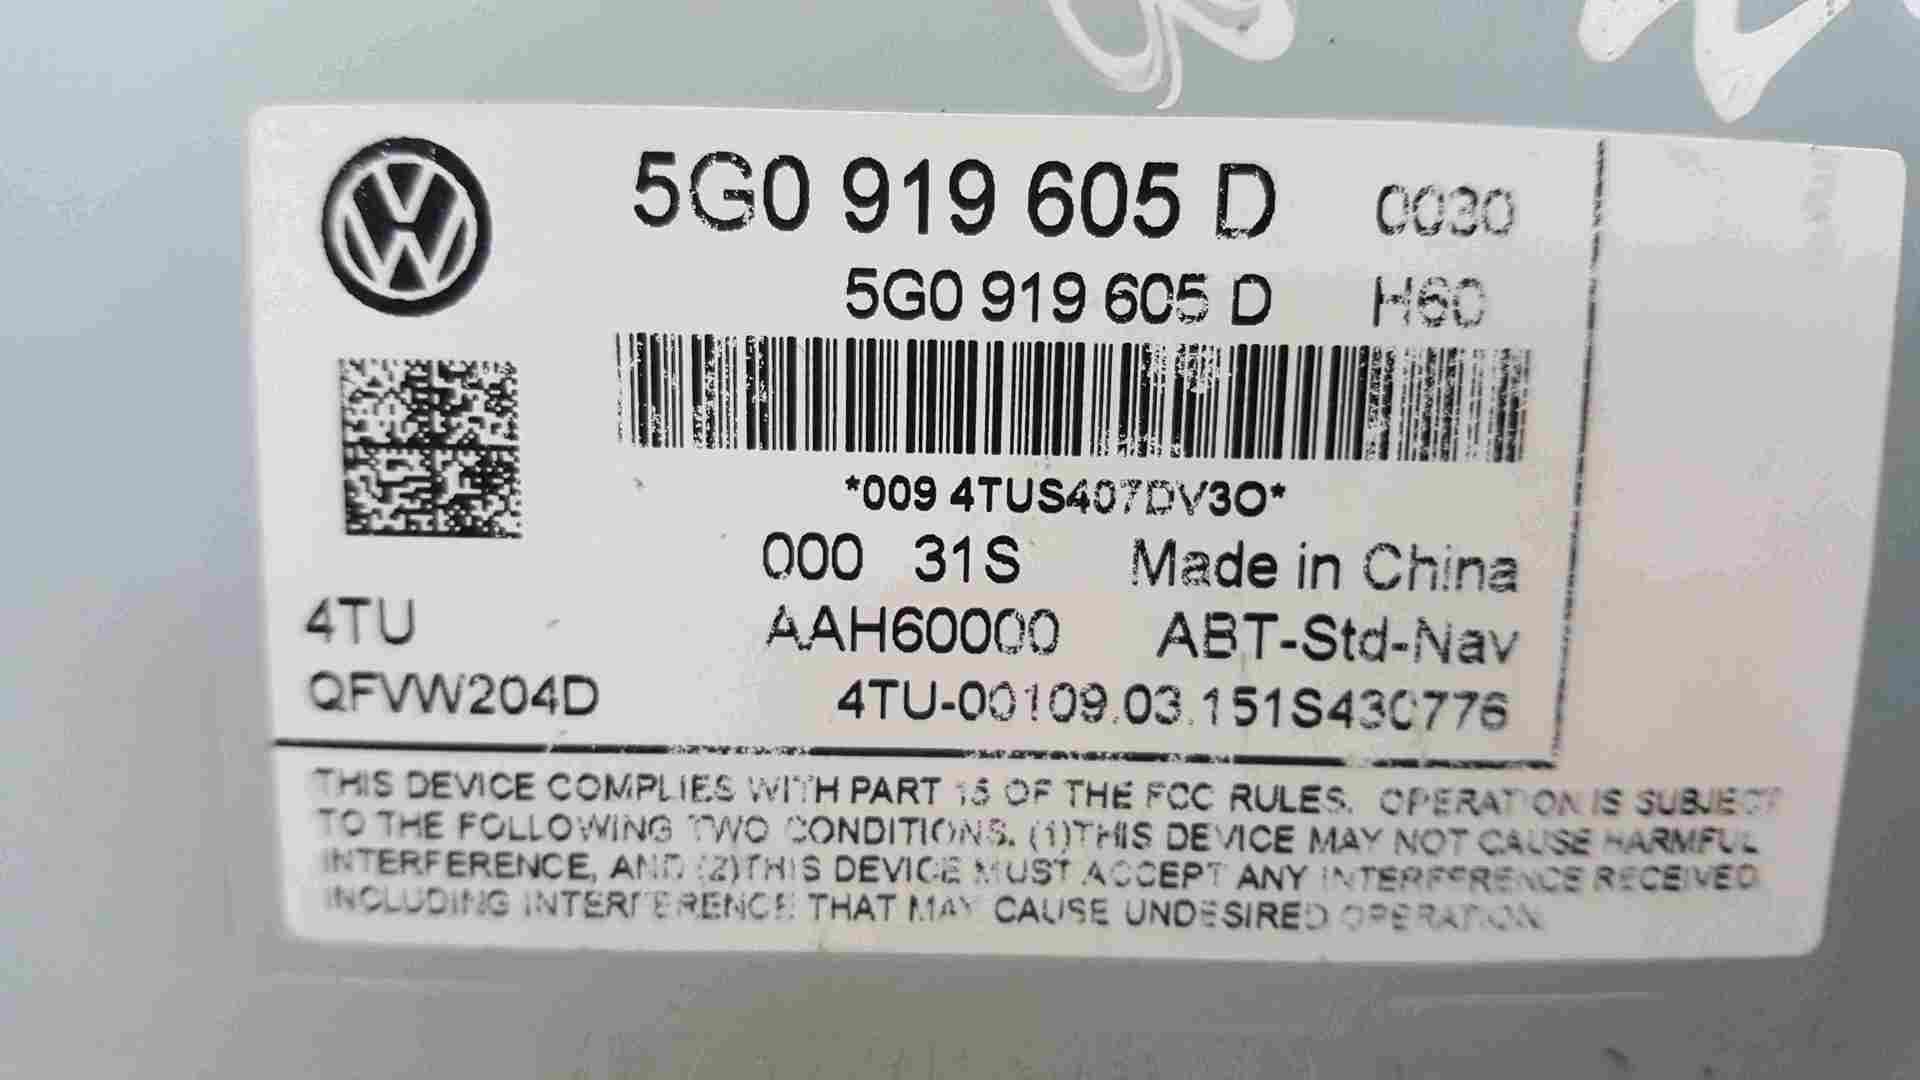 5G0 919 605 D 0030
5G0 919 605 D H60
*009 4TUS407DV3O*
000 31S Made in China
4TU AAH60000 ABT-Std-Nav
QFVW204D 4TU-00109.03.151S430776
THIS DEVICE COMPLIES WITH PART 15 OF THE FCC RULES. OPERATION IS SUBJECT
TO THE FOLLOWING TWO CONDITIONS. (1)THIS DEVICE MAY NOT CAUSE HARMFUL
INTERFERENCE, AND (2)THIS DEVICE MUST ACCEPT ANY INTERFERENCE RECEIVED
INCLUDING INTERFERENCE THAT MAY CAUSE UNDESIRED OPERATION